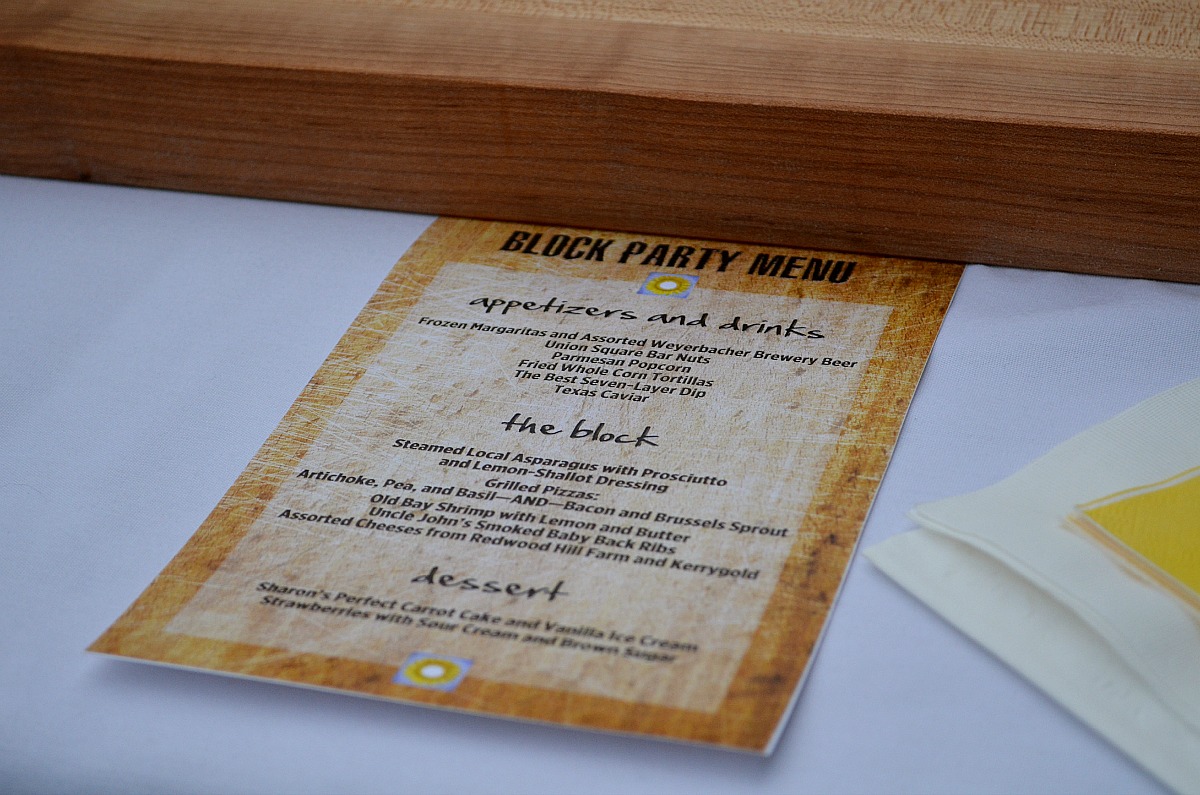 BLOCK PARTY MENU
appetizers and drinks
Frozen Margaritas and Assorted Weyerbacher Brewery Beer
Union Square Bar Nuts
Parmesan Popcorn
Fried Whole Corn Tortillas
The Best Seven-Layer Dip
Texas Caviar
the block
Steamed Local Asparagus with Prosciutto
and Lemon-Shallot Dressing
Grilled Pizzas:
Artichoke, Pea, and Basil—AND—Bacon and Brussels Sprout
Old Bay Shrimp with Lemon and Butter
Uncle John's Smoked Baby Back Ribs
Assorted Cheeses from Redwood Hill Farm and Kerrygold
dessert
Sharon's Perfect Carrot Cake and Vanilla Ice Cream
Strawberries with Sour Cream and Brown Sugar